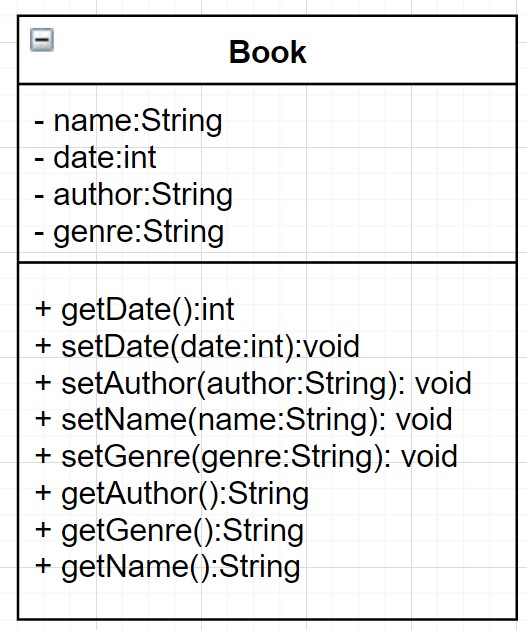 Book
- name:String
- date:int
- author:String
- genre:String
+ getDate():int
+ setDate(date:int):void
+ setAuthor(author:String): void
+ setName(name:String): void
+ setGenre(genre:String): void
+ getAuthor():String
+ getGenre():String
+ getName():String